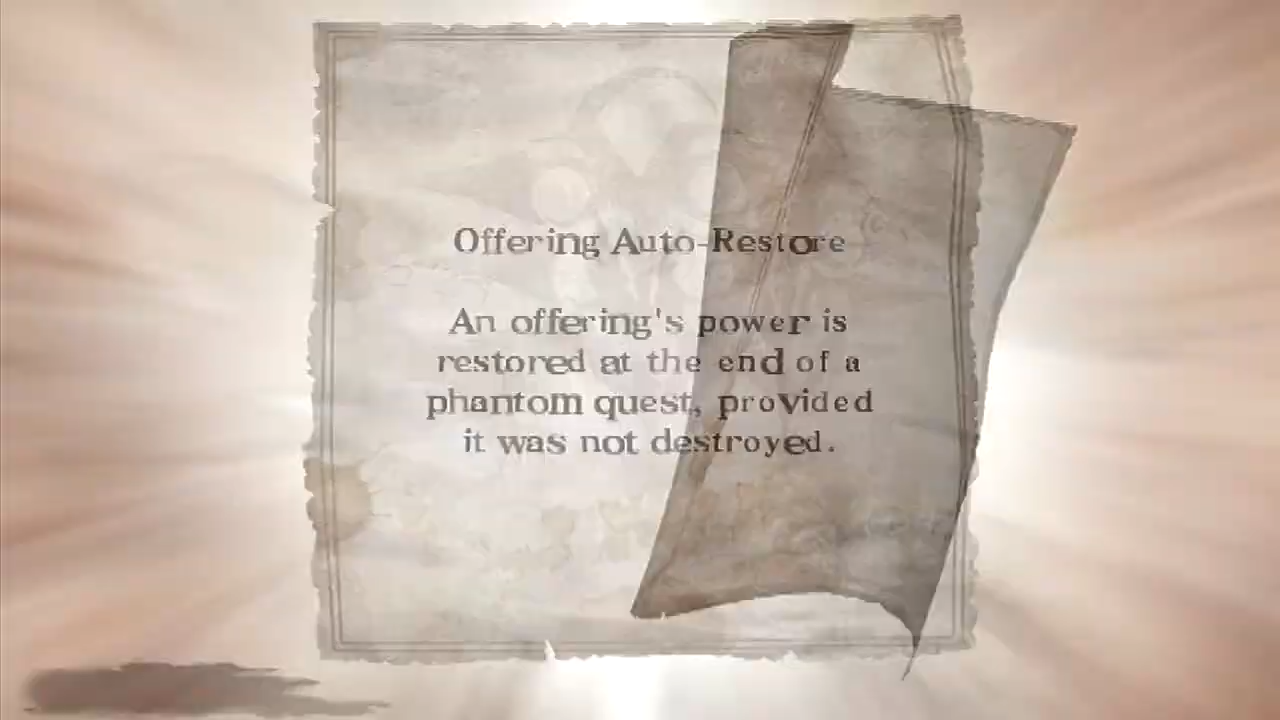 Offering Auto-Restore
An offering's power is
restored at the end of a
phantom quest, provided
it was not destroyed.